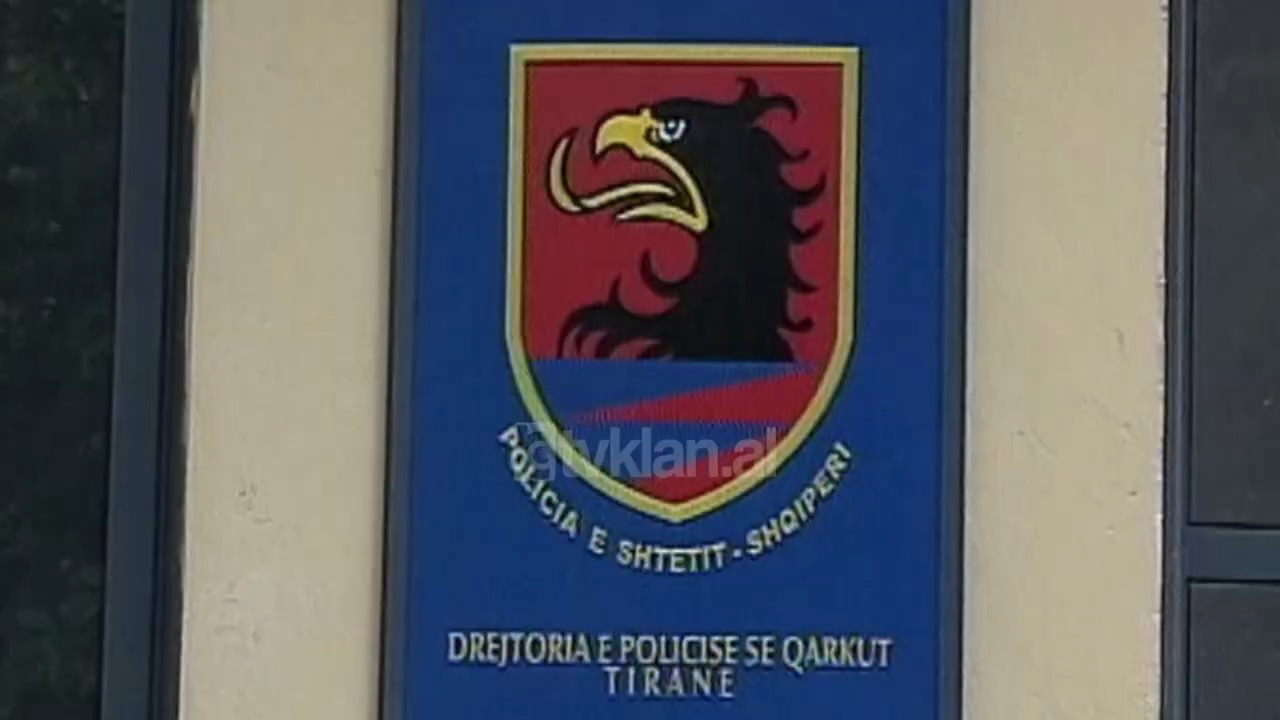 POLICIA E SHTETIT - SHQIPERI
tvklan.al
DREJTORIA E POLICISE SE QARKUT
TIRANE